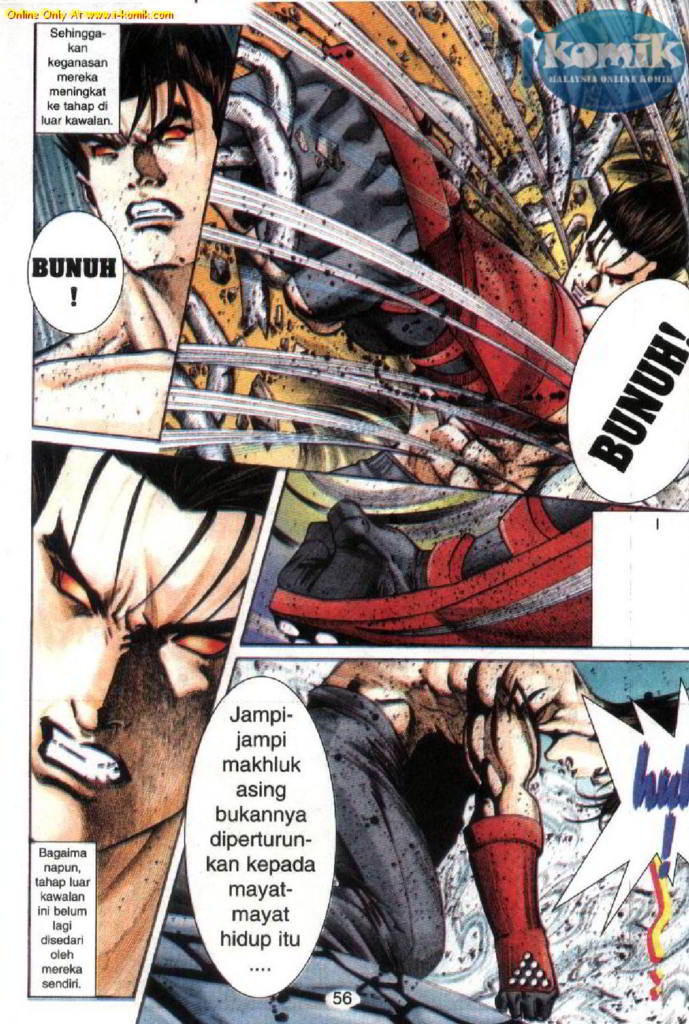 Online Only At www.i-komik.com
ikomik
MALAYSIA ONLINE KOMIK
Sehingga-
kan
keganasan
mereka
meningkat
ke tahap di
luar kawalan.
BUNUH
!
BUNUH!
Jampi-
jampi
makhluk
asing
bukannya
diperturun-
kan kepada
mayat-
mayat
hidup itu
....
Bagaima
napun,
tahap luar
kawalan
ini belum
lagi
disedari
oleh
mereka
sendiri.
56